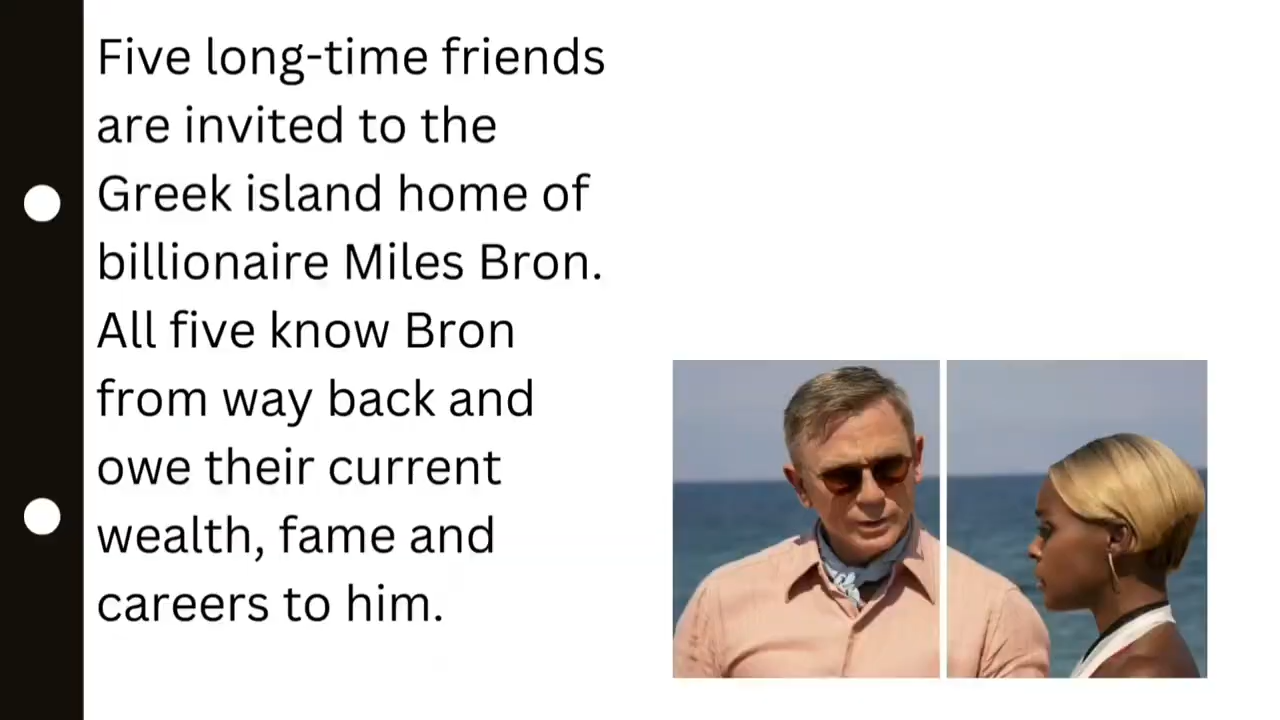 Five long-time friends
are invited to the
Greek island home of
billionaire Miles Bron.
All five know Bron
from way back and
owe their current
wealth, fame and
careers to him.